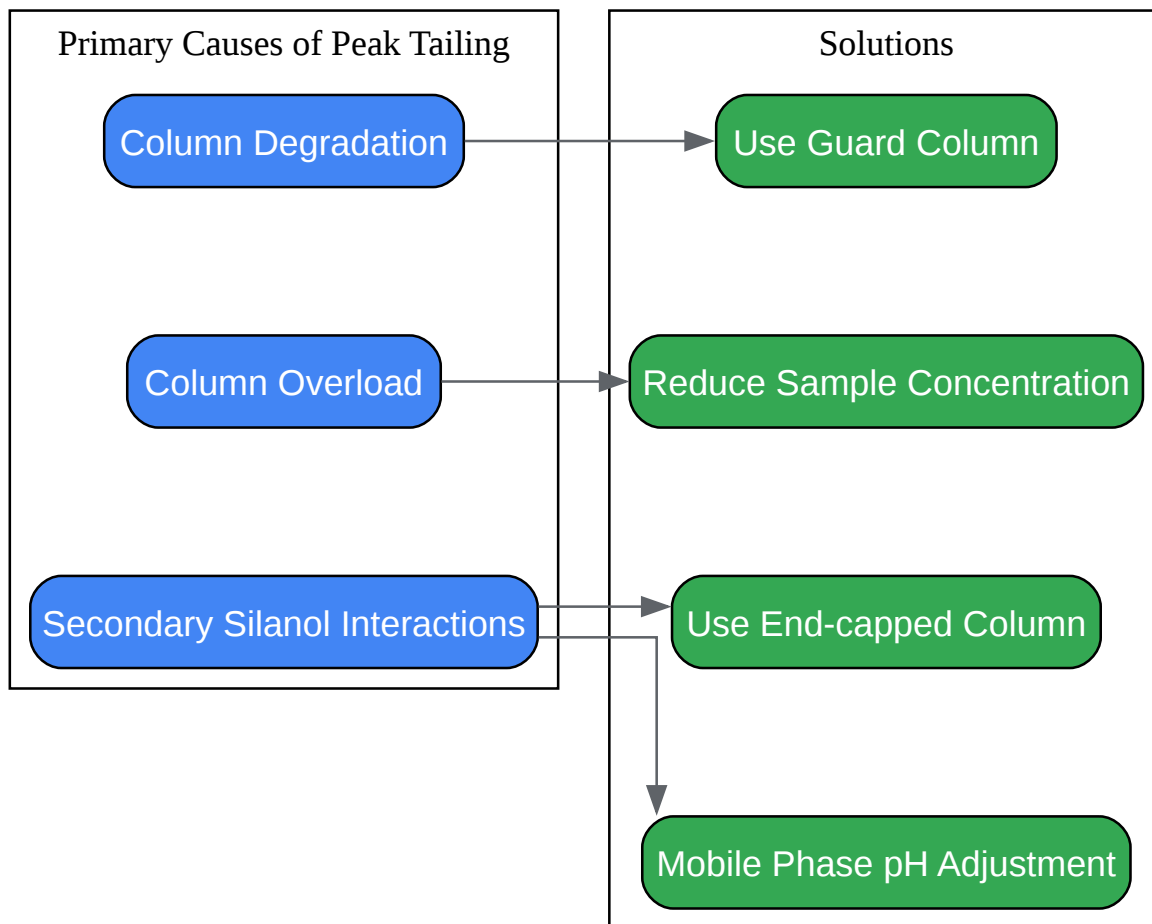 Primary Causes of Peak Tailing
Column Degradation
Column Overload
Secondary Silanol Interactions
Solutions
Use Guard Column
Reduce Sample Concentration
Use End-capped Column
Mobile Phase pH Adjustment